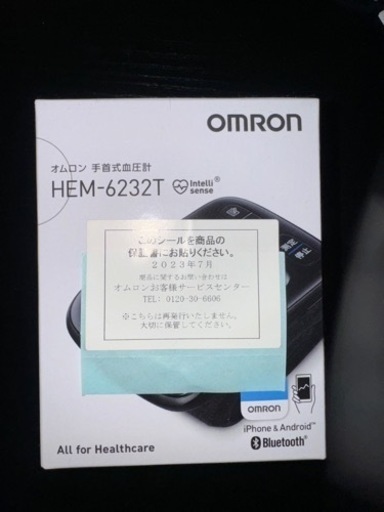 OMRON
オムロン 手首式血圧計
HEM-6232T
Intelli sense
このシールを商品の
保証書にお貼りください。
2023年7月
商品に関するお問い合わせは
オムロンお客様サービスセンター
TEL: 0120-30-6606
※こちらは再発行いたしません。
大切に保管してください。
測定
停止
OMRON
iPhone & Android™
Bluetooth®
All for Healthcare